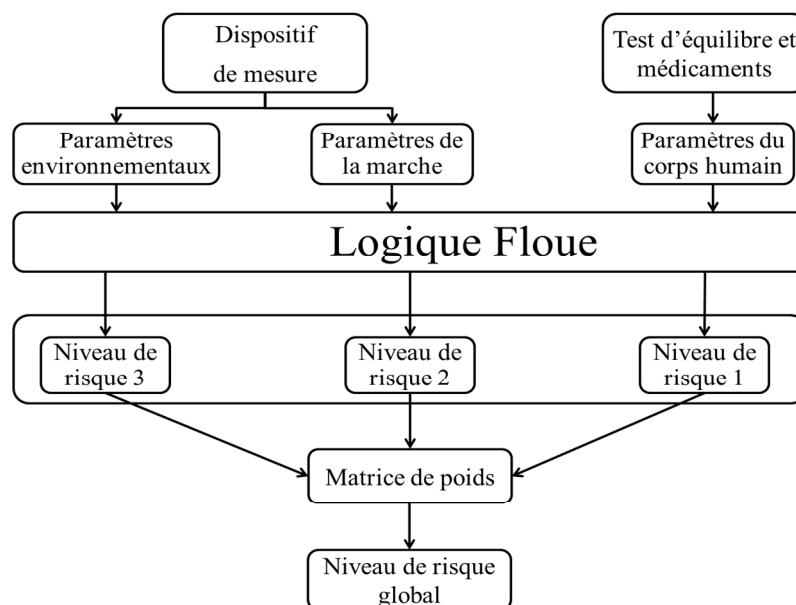 Dispositif
de mesure
Test d'équilibre et
médicaments
Paramètres
environnementaux
Paramètres de
la marche
Paramètres du
corps humain
Logique Floue
Niveau de
risque 3
Niveau de
risque 2
Niveau de
risque 1
Matrice de poids
Niveau de risque
global